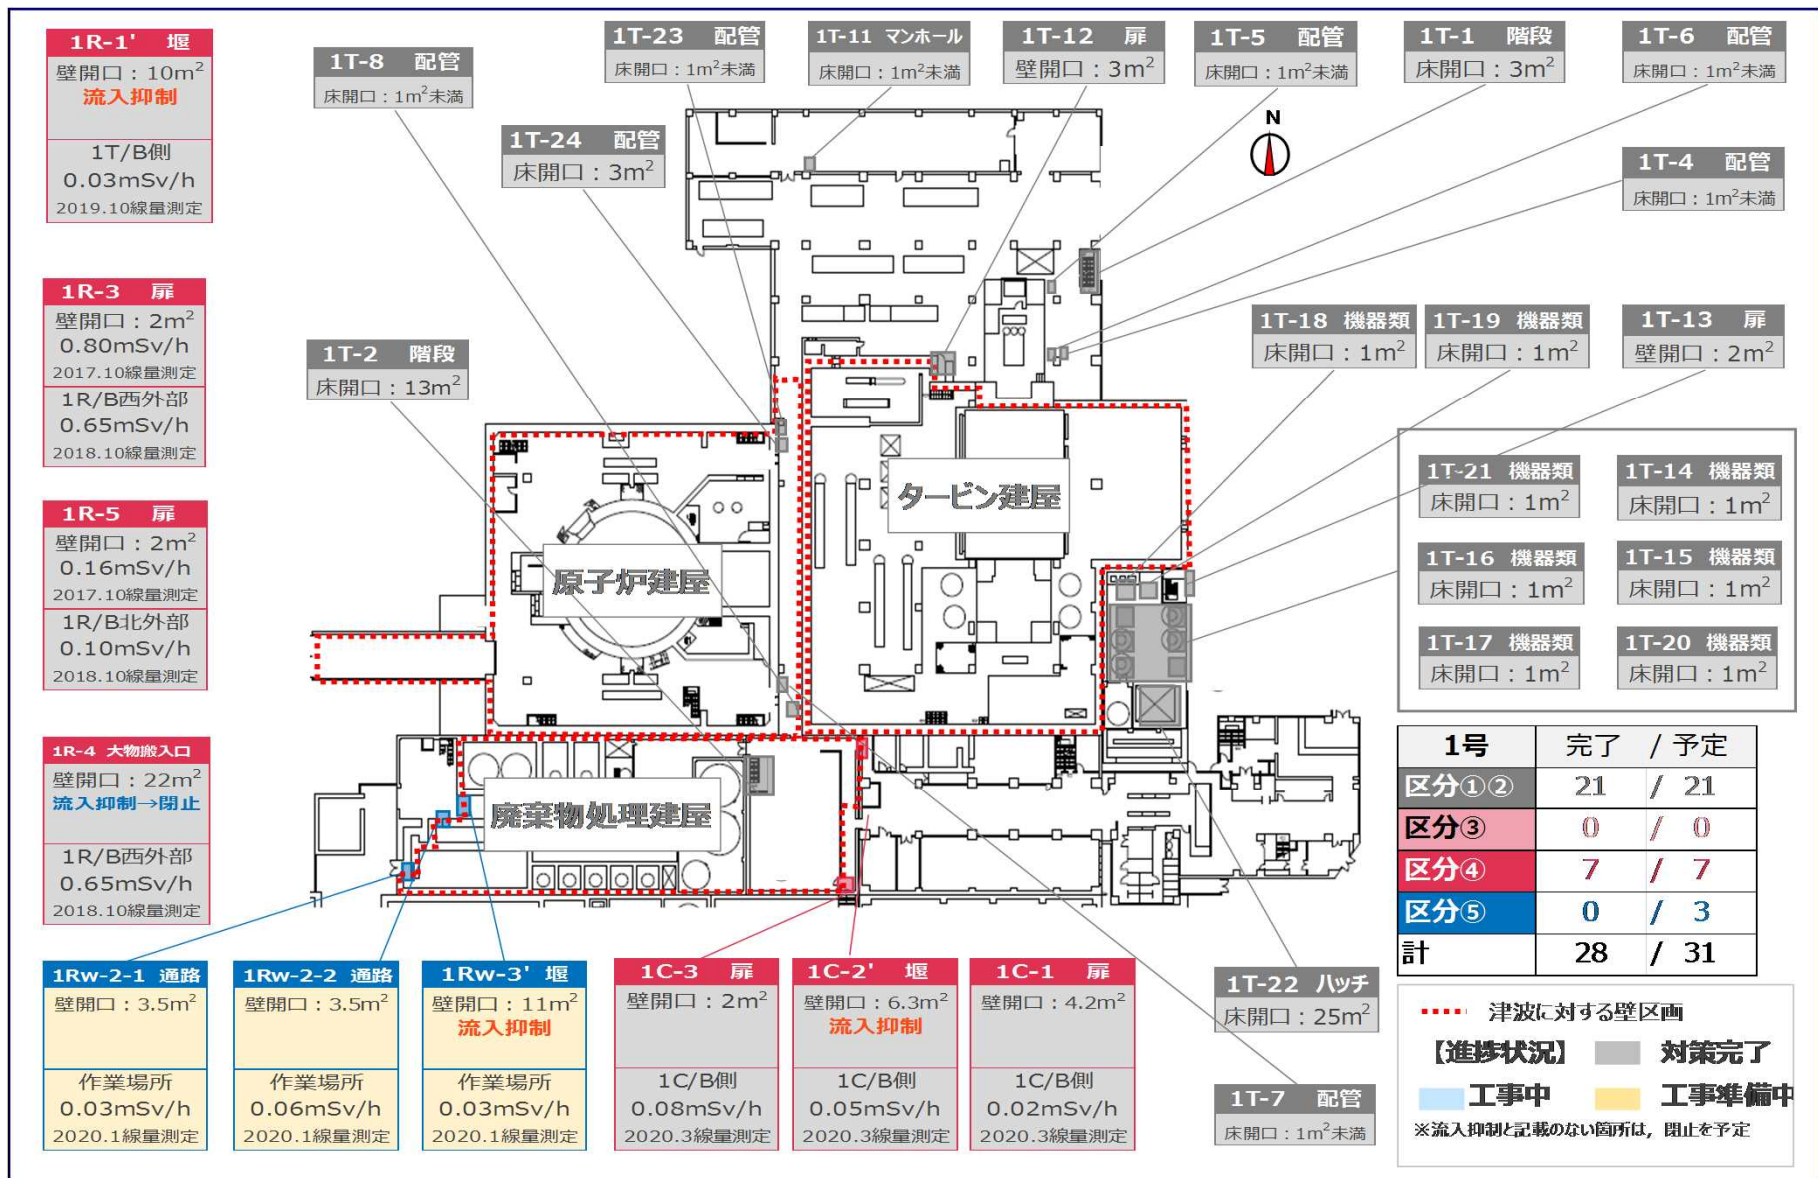 1R-1' 堰
壁開口：10m²
流入抑制
1T/B側
0.03mSv/h
2019.10線量測定
1T-8 配管
床開口：1m²未満
1T-23 配管
床開口：1m²未満
1T-11 マンホール
床開口：1m²未満
1T-12 扉
壁開口：3m²
1T-5 配管
床開口：1m²未満
1T-1 階段
床開口：3m²
1T-6 配管
床開口：1m²未満
1T-24 配管
床開口：3m²
N
1T-4 配管
床開口：1m²未満
1R-3 扉
壁開口：2m²
0.80mSv/h
2017.10線量測定
1R/B西外部
0.65mSv/h
2018.10線量測定
1T-2 階段
床開口：13m²
1T-18 機器類
床開口：1m²
1T-19 機器類
床開口：1m²
1T-13 扉
壁開口：2m²
1R-5 扉
壁開口：2m²
0.16mSv/h
2017.10線量測定
1R/B北外部
0.10mSv/h
2018.10線量測定
タービン建屋
原子炉建屋
廃棄物処理建屋
1T-21 機器類
床開口：1m²
1T-14 機器類
床開口：1m²
1T-16 機器類
床開口：1m²
1T-15 機器類
床開口：1m²
1T-17 機器類
床開口：1m²
1T-20 機器類
床開口：1m²
1R-4 大物搬入口
壁開口：22m²
流入抑制→閉止
1R/B西外部
0.65mSv/h
2018.10線量測定
1号 完了 / 予定
区分①② 21 / 21
区分③ 0 / 0
区分④ 7 / 7
区分⑤ 0 / 3
計 28 / 31
1Rw-2-1 通路
壁開口：3.5m²
作業場所
0.03mSv/h
2020.1線量測定
1Rw-2-2 通路
壁開口：3.5m²
作業場所
0.06mSv/h
2020.1線量測定
1Rw-3' 堰
壁開口：11m²
流入抑制
作業場所
0.03mSv/h
2020.1線量測定
1C-3 扉
壁開口：2m²
1C/B側
0.08mSv/h
2020.3線量測定
1C-2' 堰
壁開口：6.3m²
流入抑制
1C/B側
0.05mSv/h
2020.3線量測定
1C-1 扉
壁開口：4.2m²
1C/B側
0.02mSv/h
2020.3線量測定
1T-22 ハッチ
床開口：25m²
1T-7 配管
床開口：1m²未満
津波に対する壁区画
【進捗状況】 対策完了
工事中 工事準備中
※流入抑制と記載のない箇所は，閉止を予定